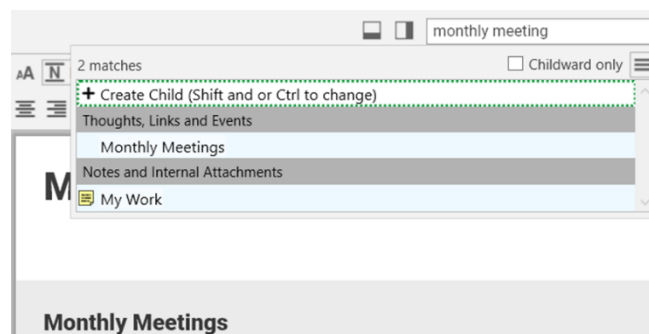 monthly meeting
2 matches
Childward only
AA N
+ Create Child (Shift and or Ctrl to change)
Thoughts, Links and Events
Monthly Meetings
Notes and Internal Attachments
My Work
M
Monthly Meetings